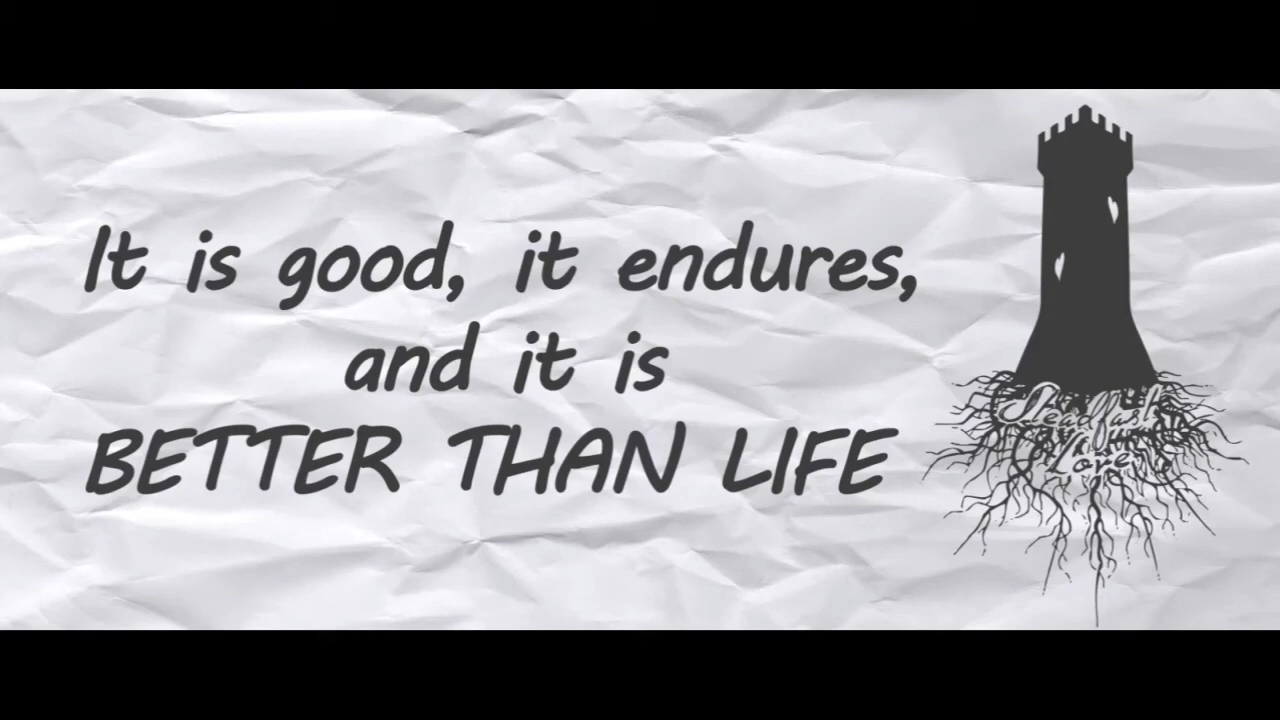 It is good, it endures,
and it is
BETTER THAN LIFE
Steadfast
Love